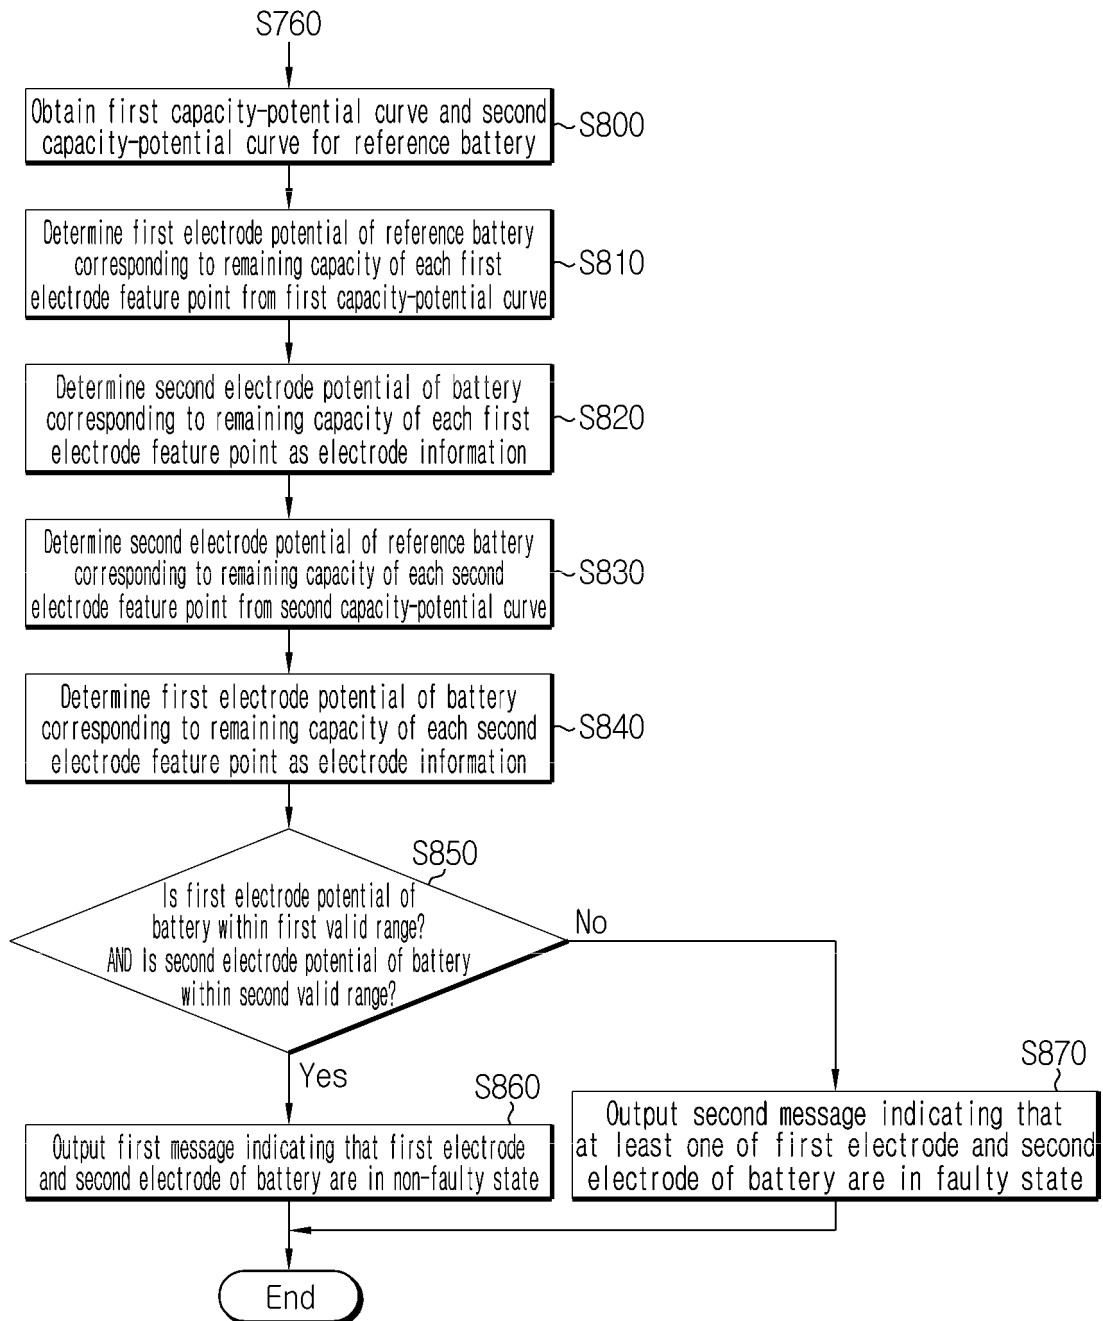 S760
Obtain first capacity-potential curve and second
capacity-potential curve for reference battery
S800
Determine first electrode potential of reference battery
corresponding to remaining capacity of each first
electrode feature point from first capacity-potential curve
S810
Determine second electrode potential of battery
corresponding to remaining capacity of each first
electrode feature point as electrode information
S820
Determine second electrode potential of reference battery
corresponding to remaining capacity of each second
electrode feature point from second capacity-potential curve
S830
Determine first electrode potential of battery
corresponding to remaining capacity of each second
electrode feature point as electrode information
S840
S850
Is first electrode potential of
battery within first valid range?
AND Is second electrode potential of battery
within second valid range?
No
Yes
S860
Output first message indicating that first electrode
and second electrode of battery are in non-faulty state
S870
Output second message indicating that
at least one of first electrode and second
electrode of battery are in faulty state
End